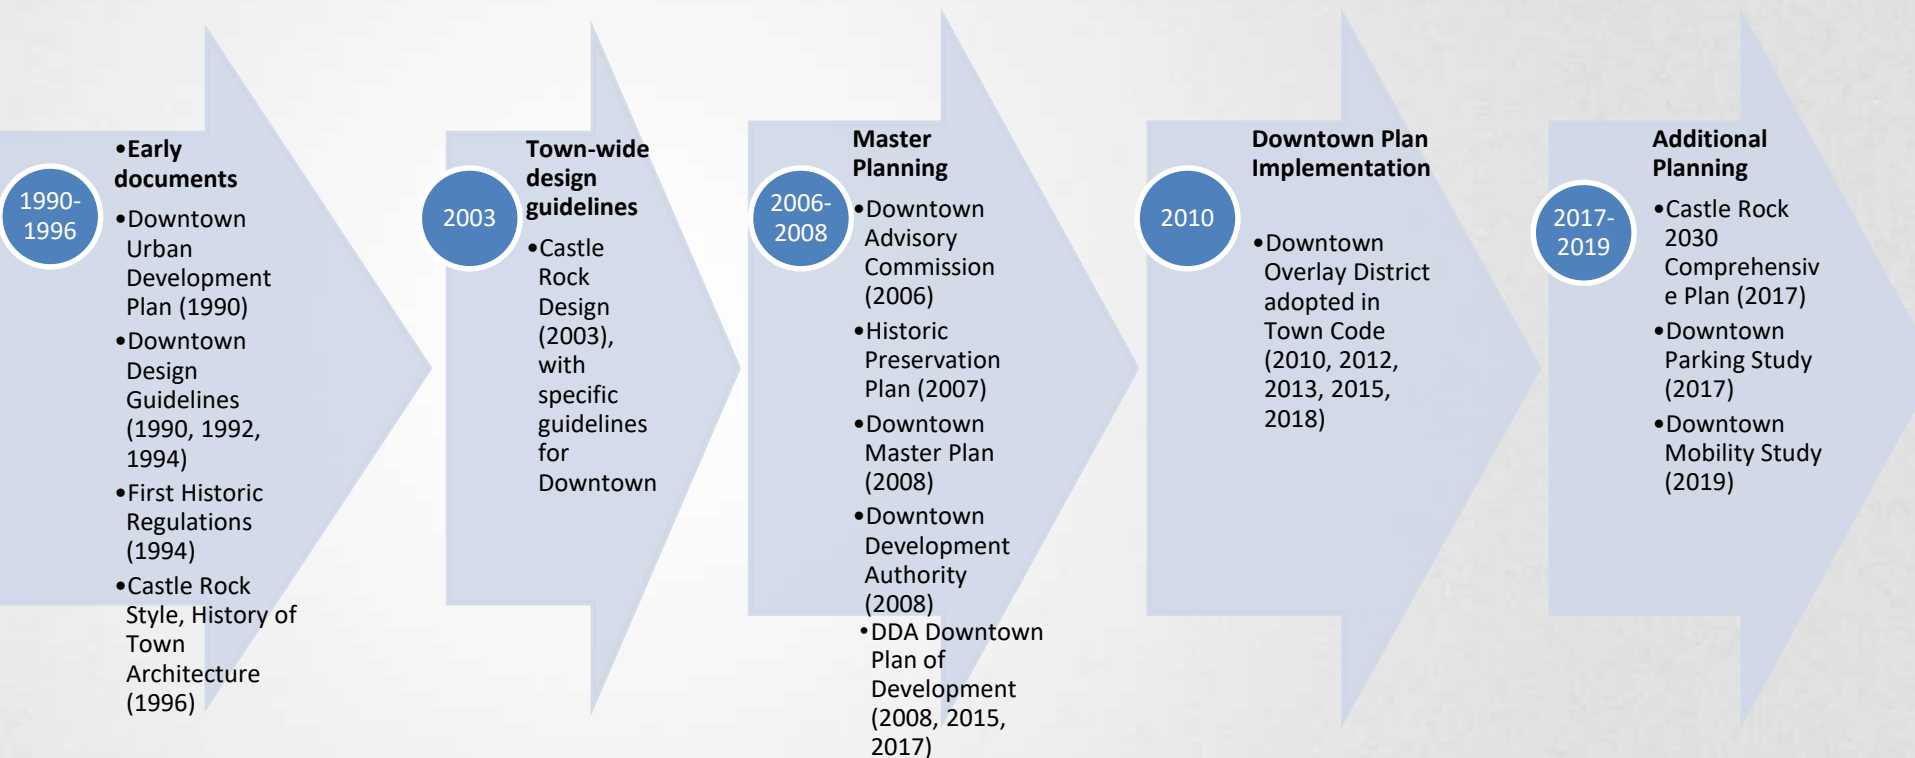 1990-
1996
•Early
documents
•Downtown
Urban
Development
Plan (1990)
•Downtown
Design
Guidelines
(1990, 1992,
1994)
•First Historic
Regulations
(1994)
•Castle Rock
Style, History of
Town
Architecture
(1996)
2003
Town-wide
design
guidelines
•Castle
Rock
Design
(2003),
with
specific
guidelines
for
Downtown
2006-
2008
Master
Planning
•Downtown
Advisory
Commission
(2006)
•Historic
Preservation
Plan (2007)
•Downtown
Master Plan
(2008)
•Downtown
Development
Authority
(2008)
•DDA Downtown
Plan of
Development
(2008, 2015,
2017)
2010
Downtown Plan
Implementation
•Downtown
Overlay District
adopted in
Town Code
(2010, 2012,
2013, 2015,
2018)
2017-
2019
Additional
Planning
•Castle Rock
2030
Comprehensiv
e Plan (2017)
•Downtown
Parking Study
(2017)
•Downtown
Mobility Study
(2019)